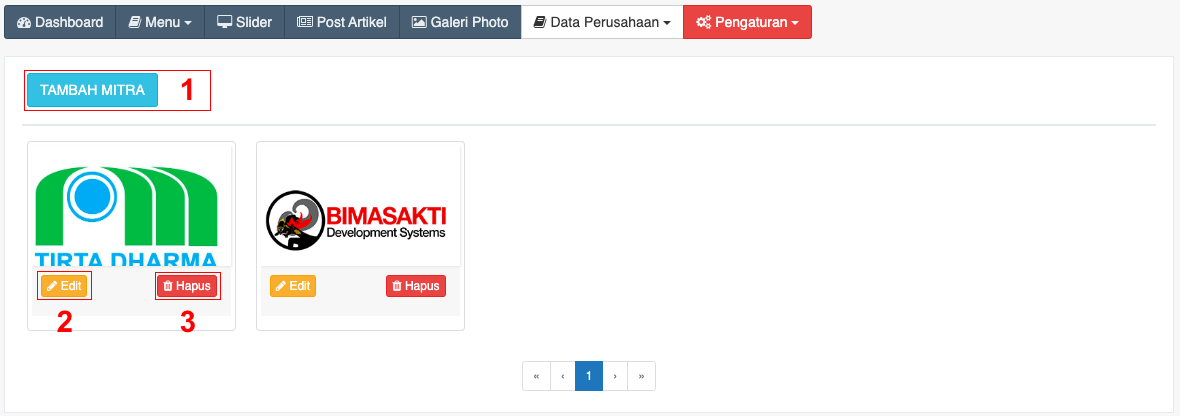 Dashboard Menu Slider Post Artikel Galeri Photo Data Perusahaan Pengaturan
TAMBAH MITRA 1
TIRTA DHARMA
BIMASAKTI
Development Systems
Edit Hapus Edit Hapus
2 3
« ‹ 1 › »